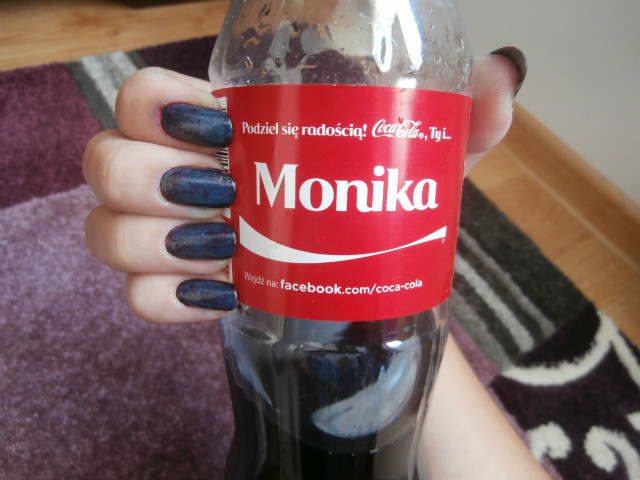 Podziel się radością! Coca-Cola®, Ty i...
Monika
Wejdź na: facebook.com/coca-cola